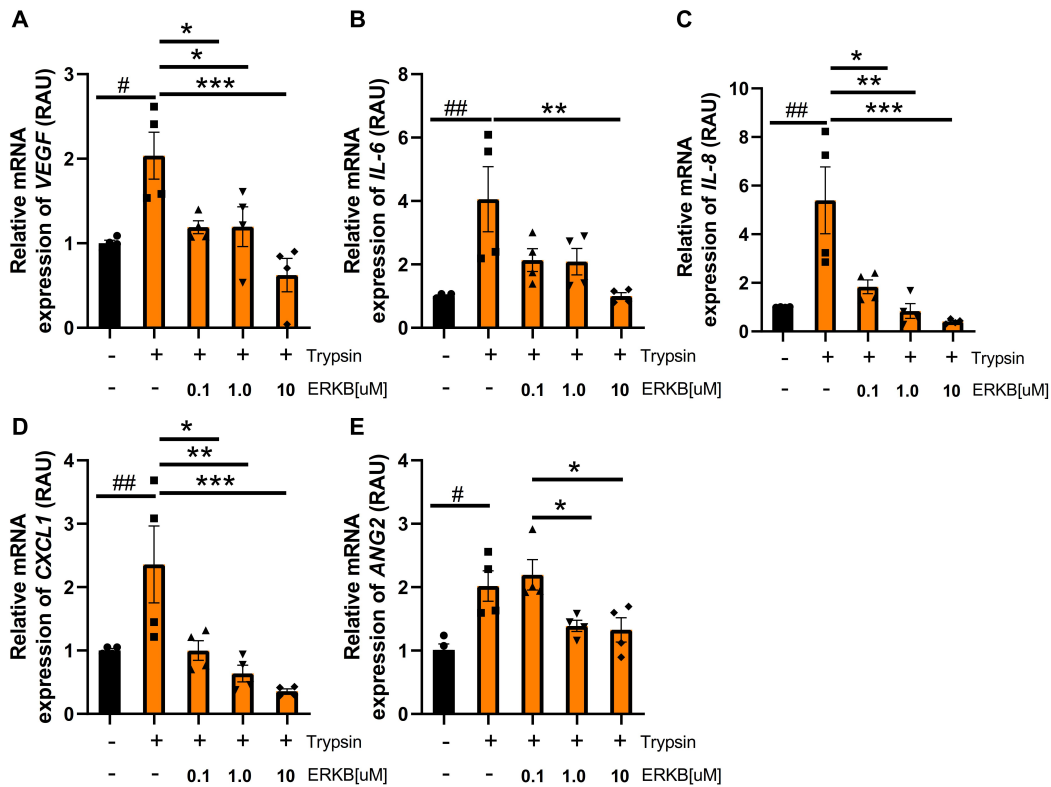 A
Relative mRNA
expression of VEGF (RAU)
3
2
1
0
#
*
*
***
- + + + + Trypsin
- - 0.1 1.0 10 ERKB[uM]
B
Relative mRNA
expression of IL-6 (RAU)
8
6
4
2
0
##
**
- + + + + Trypsin
- - 0.1 1.0 10 ERKB[uM]
C
Relative mRNA
expression of IL-8 (RAU)
10
8
6
4
2
0
##
*
**
***
- + + + + Trypsin
- - 0.1 1.0 10 ERKB[uM]
D
Relative mRNA
expression of CXCL1 (RAU)
4
3
2
1
0
##
*
**
***
- + + + + Trypsin
- - 0.1 1.0 10 ERKB[uM]
E
Relative mRNA
expression of ANG2 (RAU)
4
3
2
1
0
#
*
*
- + + + + Trypsin
- - 0.1 1.0 10 ERKB[uM]